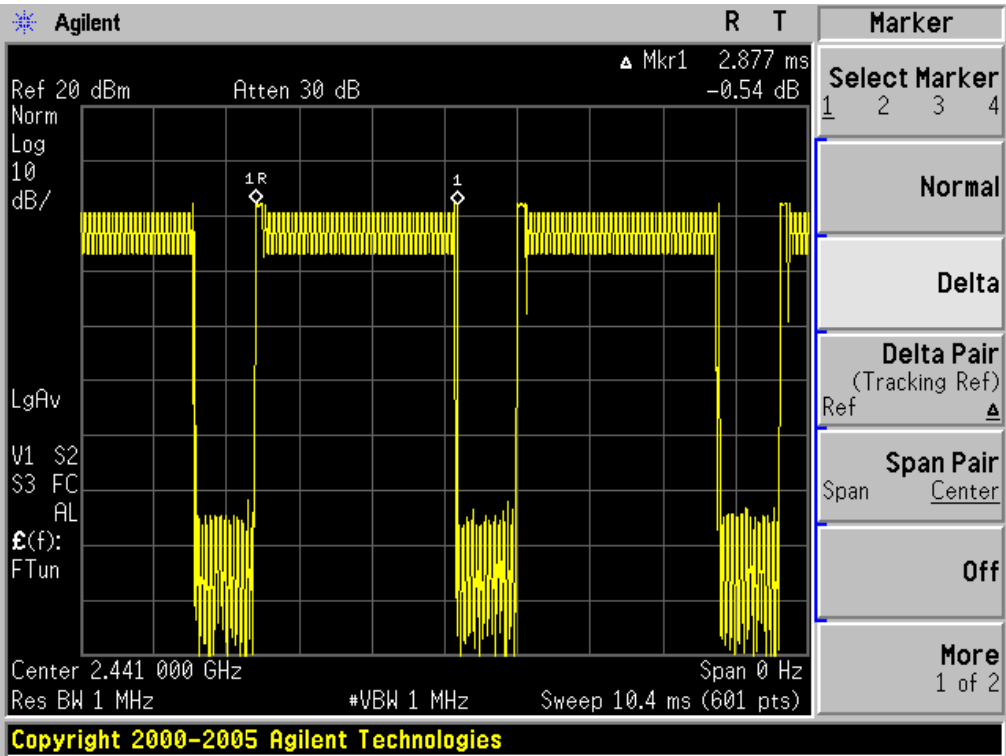 Agilent R T
Δ Mkr1 2.877 ms
Ref 20 dBm Atten 30 dB -0.54 dB
Norm
Log
10
dB/
1R
1
LgAv
V1 S2
S3 FC
AL
£(f):
FTun
Center 2.441 000 GHz Span 0 Hz
Res BW 1 MHz #VBW 1 MHz Sweep 10.4 ms (601 pts)
Copyright 2000-2005 Agilent Technologies
Marker
Select Marker
1 2 3 4
Normal
Delta
Delta Pair
(Tracking Ref)
Ref Δ
Span Pair
Span Center
Off
More
1 of 2